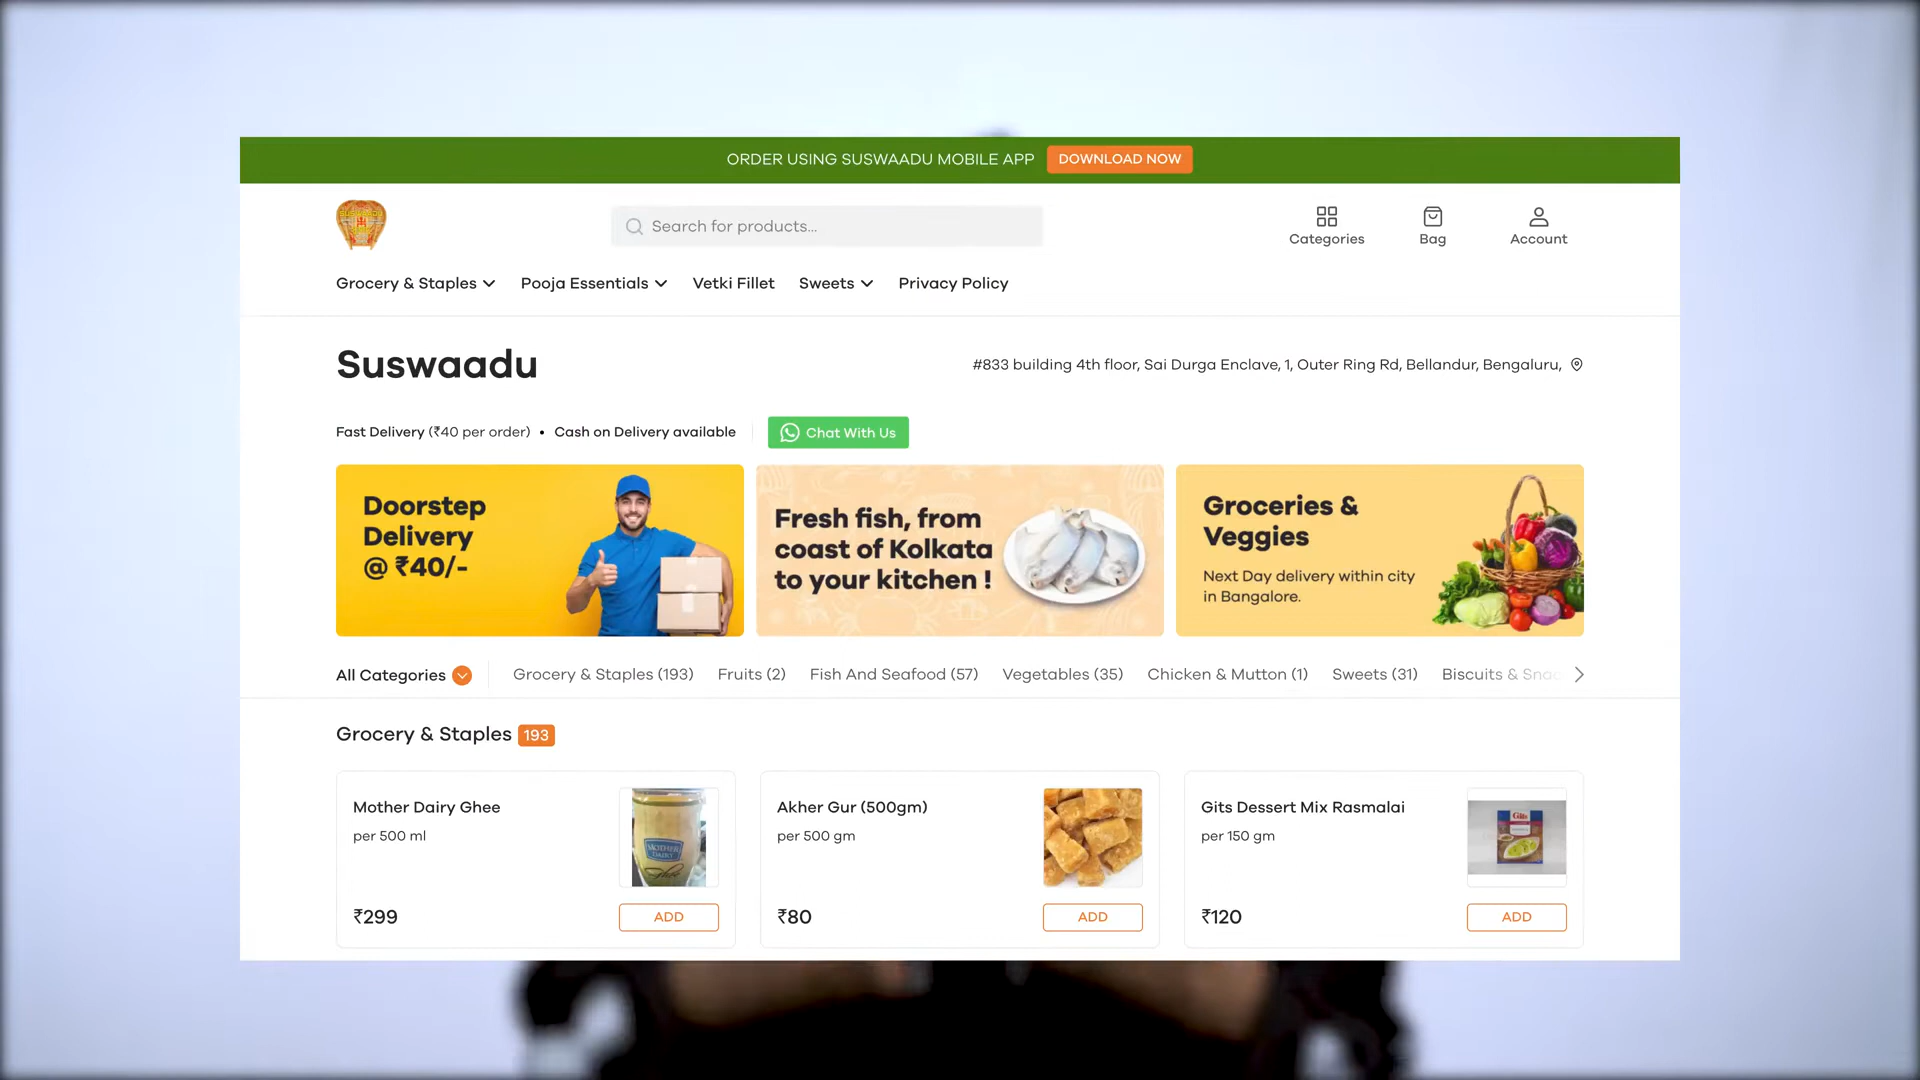 ORDER USING SUSWAADU MOBILE APP DOWNLOAD NOW
Search for products...
Categories
Bag
Account
Grocery & Staples
Pooja Essentials
Vetki Fillet
Sweets
Privacy Policy
Suswaadu
#833 building 4th floor, Sai Durga Enclave, 1, Outer Ring Rd, Bellandur, Bengaluru,
Fast Delivery (₹40 per order) • Cash on Delivery available
Chat With Us
Doorstep
Delivery
@ ₹40/-
Fresh fish, from
coast of Kolkata
to your kitchen !
Groceries &
Veggies
Next Day delivery within city
in Bangalore.
All Categories
Grocery & Staples (193)
Fruits (2)
Fish And Seafood (57)
Vegetables (35)
Chicken & Mutton (1)
Sweets (31)
Biscuits &
Grocery & Staples 193
Mother Dairy Ghee
per 500 ml
MOTHER
DAIRY
₹299
ADD
Akher Gur (500gm)
per 500 gm
₹80
ADD
Gits Dessert Mix Rasmalai
per 150 gm
Gits
₹120
ADD